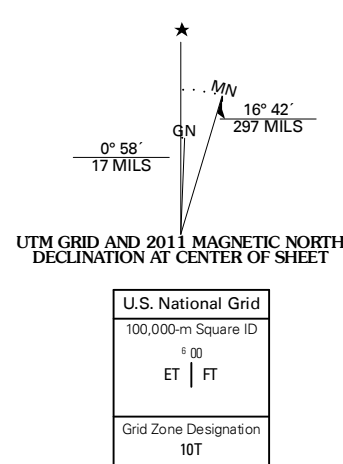 ★
MN
GN
16° 42´
297 MILS
0° 58´
17 MILS
UTM GRID AND 2011 MAGNETIC NORTH
DECLINATION AT CENTER OF SHEET
U.S. National Grid
100,000-m Square ID
6 00
ET FT
Grid Zone Designation
10T